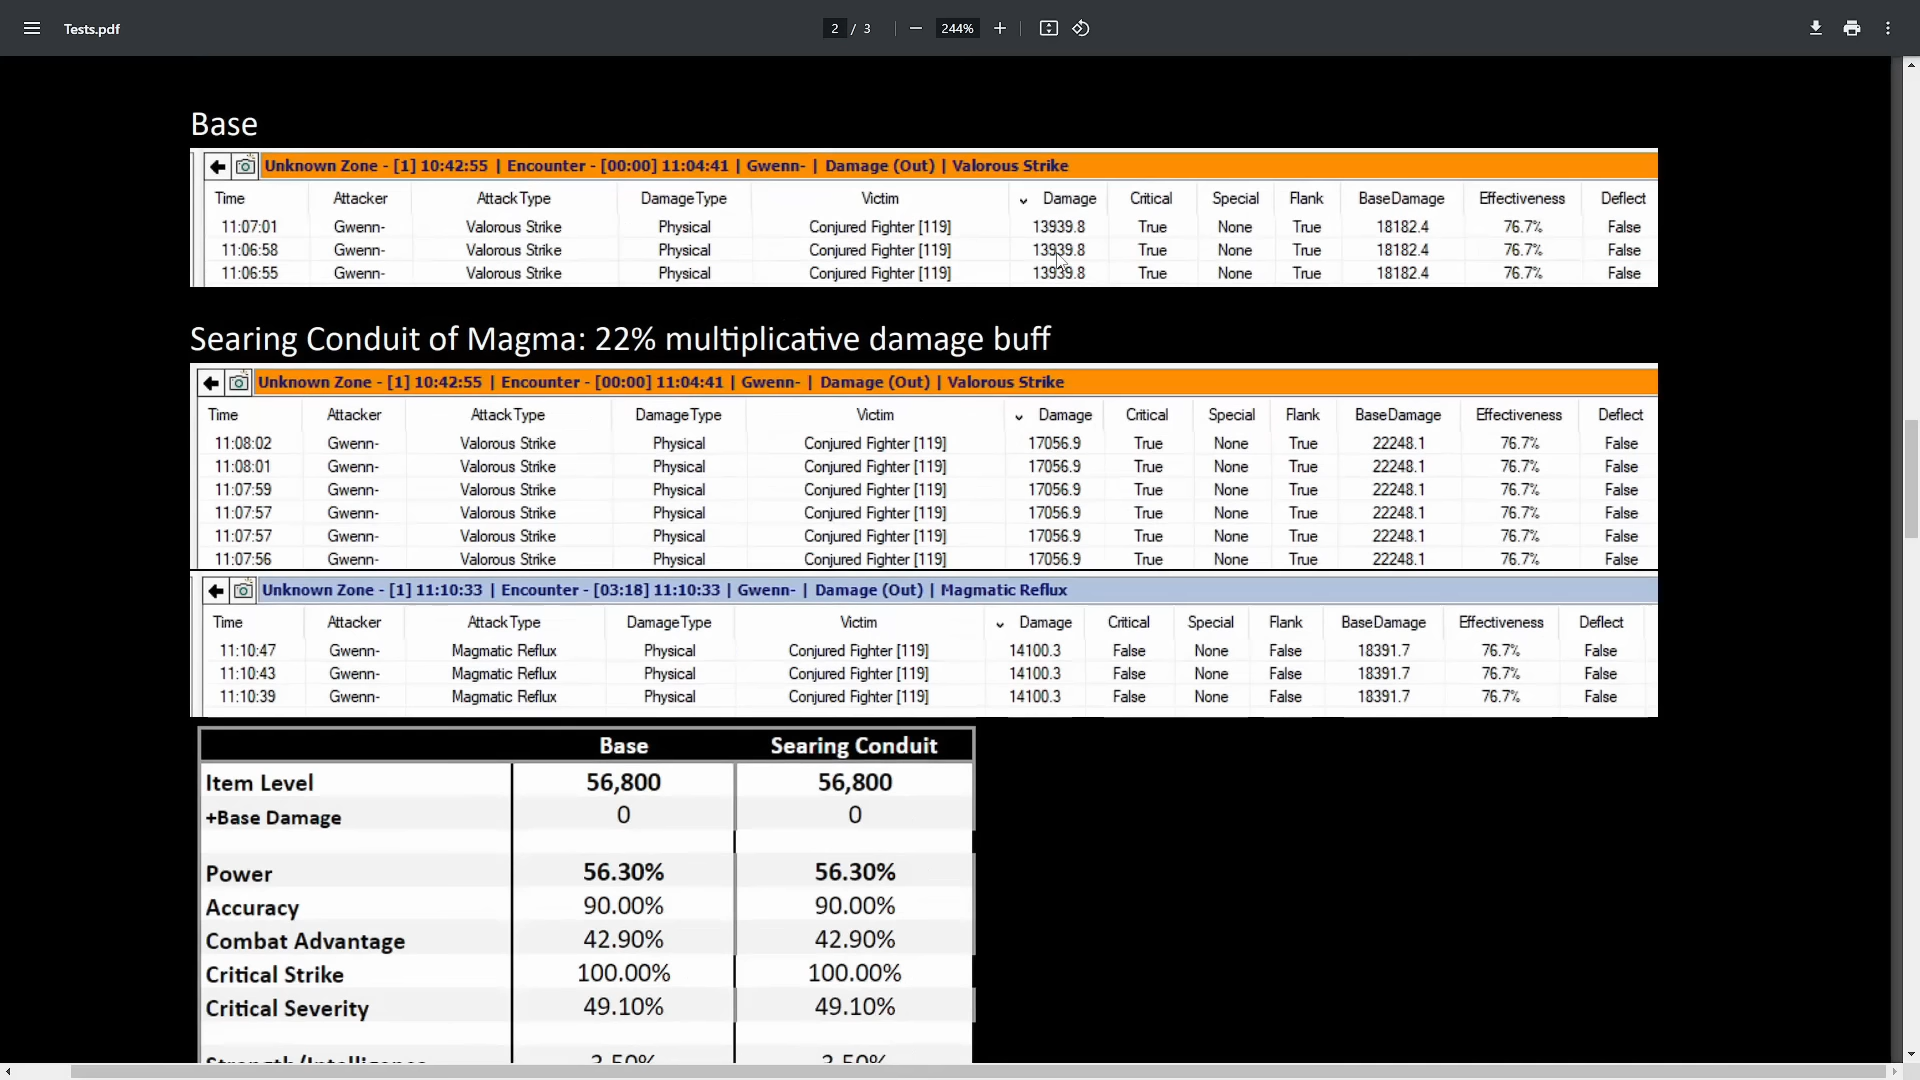 Tests.pdf
2 / 3
244%
Base
Unknown Zone - [1] 10:42:55 | Encounter - [00:00] 11:04:41 | Gwenn- | Damage (Out) | Valorous Strike
Time Attacker AttackType DamageType Victim Damage Critical Special Flank BaseDamage Effectiveness Deflect
11:07:01 Gwenn- Valorous Strike Physical Conjured Fighter [119] 13939.8 True None True 18182.4 76.7% False
11:06:58 Gwenn- Valorous Strike Physical Conjured Fighter [119] 13939.8 True None True 18182.4 76.7% False
11:06:55 Gwenn- Valorous Strike Physical Conjured Fighter [119] 13939.8 True None True 18182.4 76.7% False
Searing Conduit of Magma: 22% multiplicative damage buff
Unknown Zone - [1] 10:42:55 | Encounter - [00:00] 11:04:41 | Gwenn- | Damage (Out) | Valorous Strike
Time Attacker AttackType DamageType Victim Damage Critical Special Flank BaseDamage Effectiveness Deflect
11:08:02 Gwenn- Valorous Strike Physical Conjured Fighter [119] 17056.9 True None True 22248.1 76.7% False
11:08:01 Gwenn- Valorous Strike Physical Conjured Fighter [119] 17056.9 True None True 22248.1 76.7% False
11:07:59 Gwenn- Valorous Strike Physical Conjured Fighter [119] 17056.9 True None True 22248.1 76.7% False
11:07:57 Gwenn- Valorous Strike Physical Conjured Fighter [119] 17056.9 True None True 22248.1 76.7% False
11:07:57 Gwenn- Valorous Strike Physical Conjured Fighter [119] 17056.9 True None True 22248.1 76.7% False
11:07:56 Gwenn- Valorous Strike Physical Conjured Fighter [119] 17056.9 True None True 22248.1 76.7% False
Unknown Zone - [1] 11:10:33 | Encounter - [03:18] 11:10:33 | Gwenn- | Damage (Out) | Magmatic Reflux
Time Attacker AttackType DamageType Victim Damage Critical Special Flank BaseDamage Effectiveness Deflect
11:10:47 Gwenn- Magmatic Reflux Physical Conjured Fighter [119] 14100.3 False None False 18391.7 76.7% False
11:10:43 Gwenn- Magmatic Reflux Physical Conjured Fighter [119] 14100.3 False None False 18391.7 76.7% False
11:10:39 Gwenn- Magmatic Reflux Physical Conjured Fighter [119] 14100.3 False None False 18391.7 76.7% False
Base Searing Conduit
Item Level 56,800 56,800
+Base Damage 0 0
Power 56.30% 56.30%
Accuracy 90.00% 90.00%
Combat Advantage 42.90% 42.90%
Critical Strike 100.00% 100.00%
Critical Severity 49.10% 49.10%
Strength/Intelligence 3.50% 3.50%